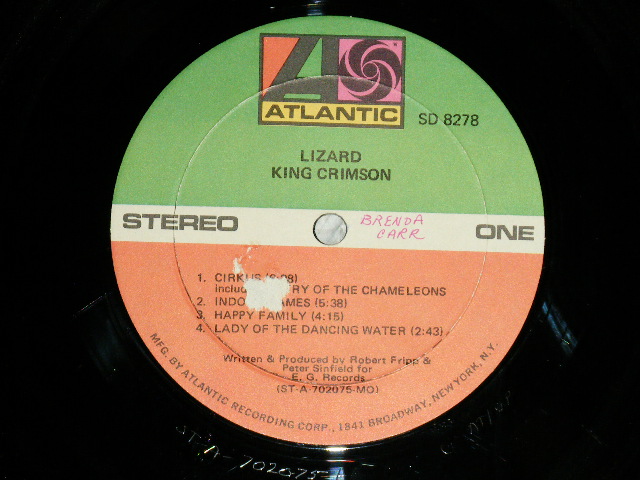 ATLANTIC
SD 8278
LIZARD
KING CRIMSON
STEREO
BRENDA CARR
ONE
1. CIRKUS
RY OF THE CHAMELEONS
2. INDO AMES (5:38)
3. HAPPY FAMILY (4:15)
4. LADY OF THE DANCING WATER (2:43)
Written & Produced by Robert Fripp &
Peter Sinfield for
E. G. Records
(ST-A-702075-MO)
MFG. BY ATLANTIC RECORDING CORP., 1841 BROADWAY, NEW YORK, N.Y.
ST-A-702075